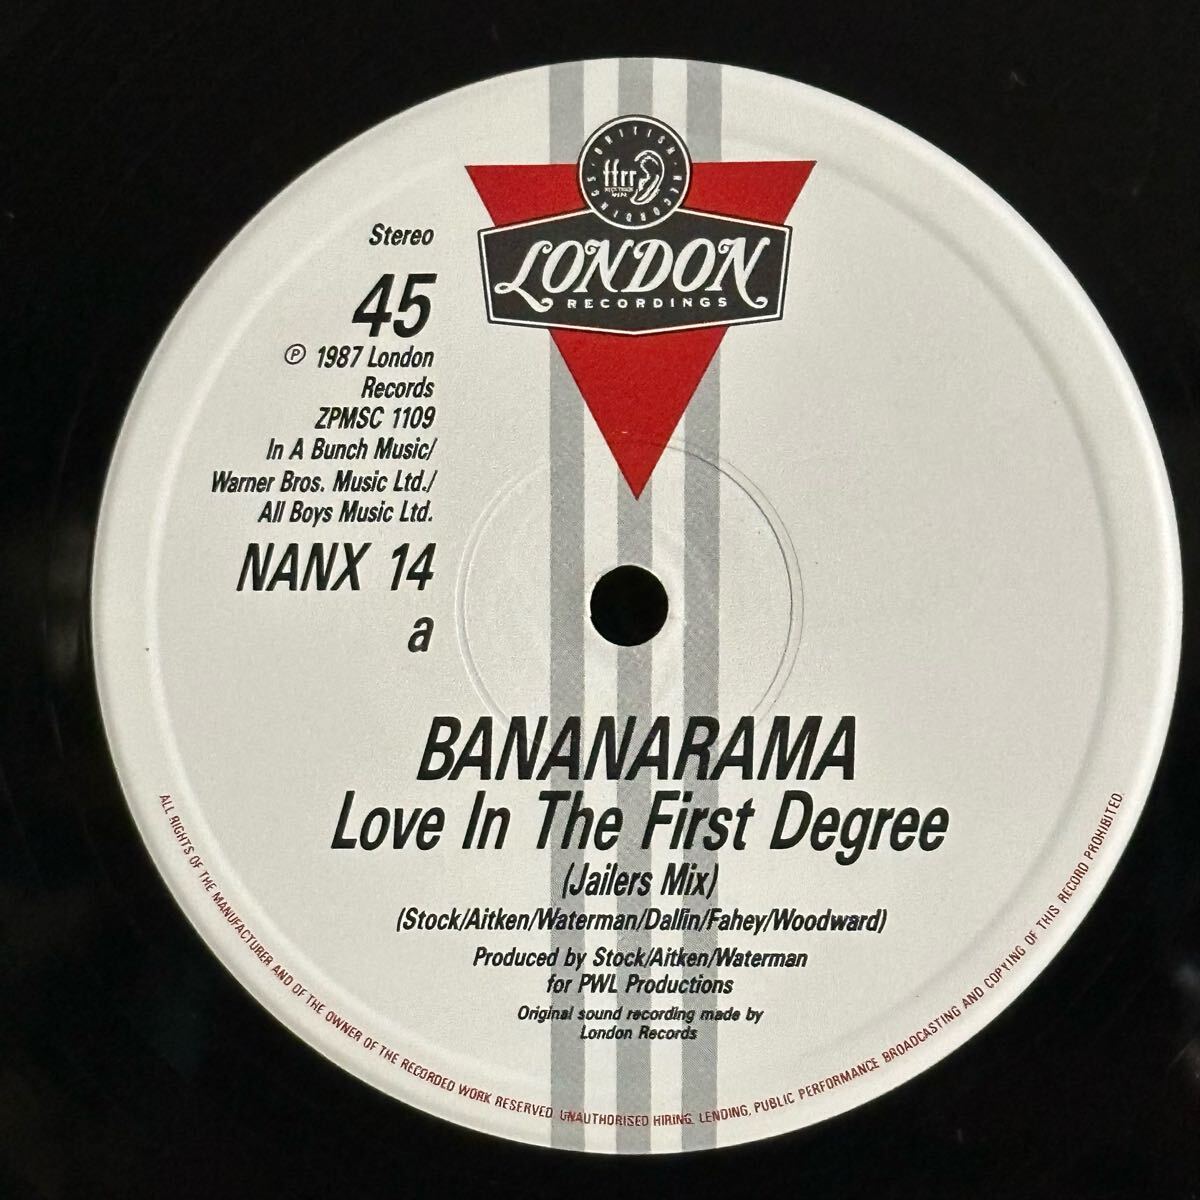 BRITISH · RECORDINGS ·
ffrr
LONDON
RECORDINGS
Stereo
45
℗ 1987 London
Records
ZPMSC 1109
In A Bunch Music/
Warner Bros. Music Ltd./
All Boys Music Ltd.
NANX 14
a
BANANARAMA
Love In The First Degree
(Jailers Mix)
(Stock/Aitken/Waterman/Dallin/Fahey/Woodward)
Produced by Stock/Aitken/Waterman
for PWL Productions
Original sound recording made by
London Records
ALL RIGHTS OF THE MANUFACTURER AND OF THE OWNER OF THE RECORDED WORK RESERVED. UNAUTHORISED HIRING, LENDING, PUBLIC PERFORMANCE BROADCASTING AND COPYING OF THIS RECORD PROHIBITED.